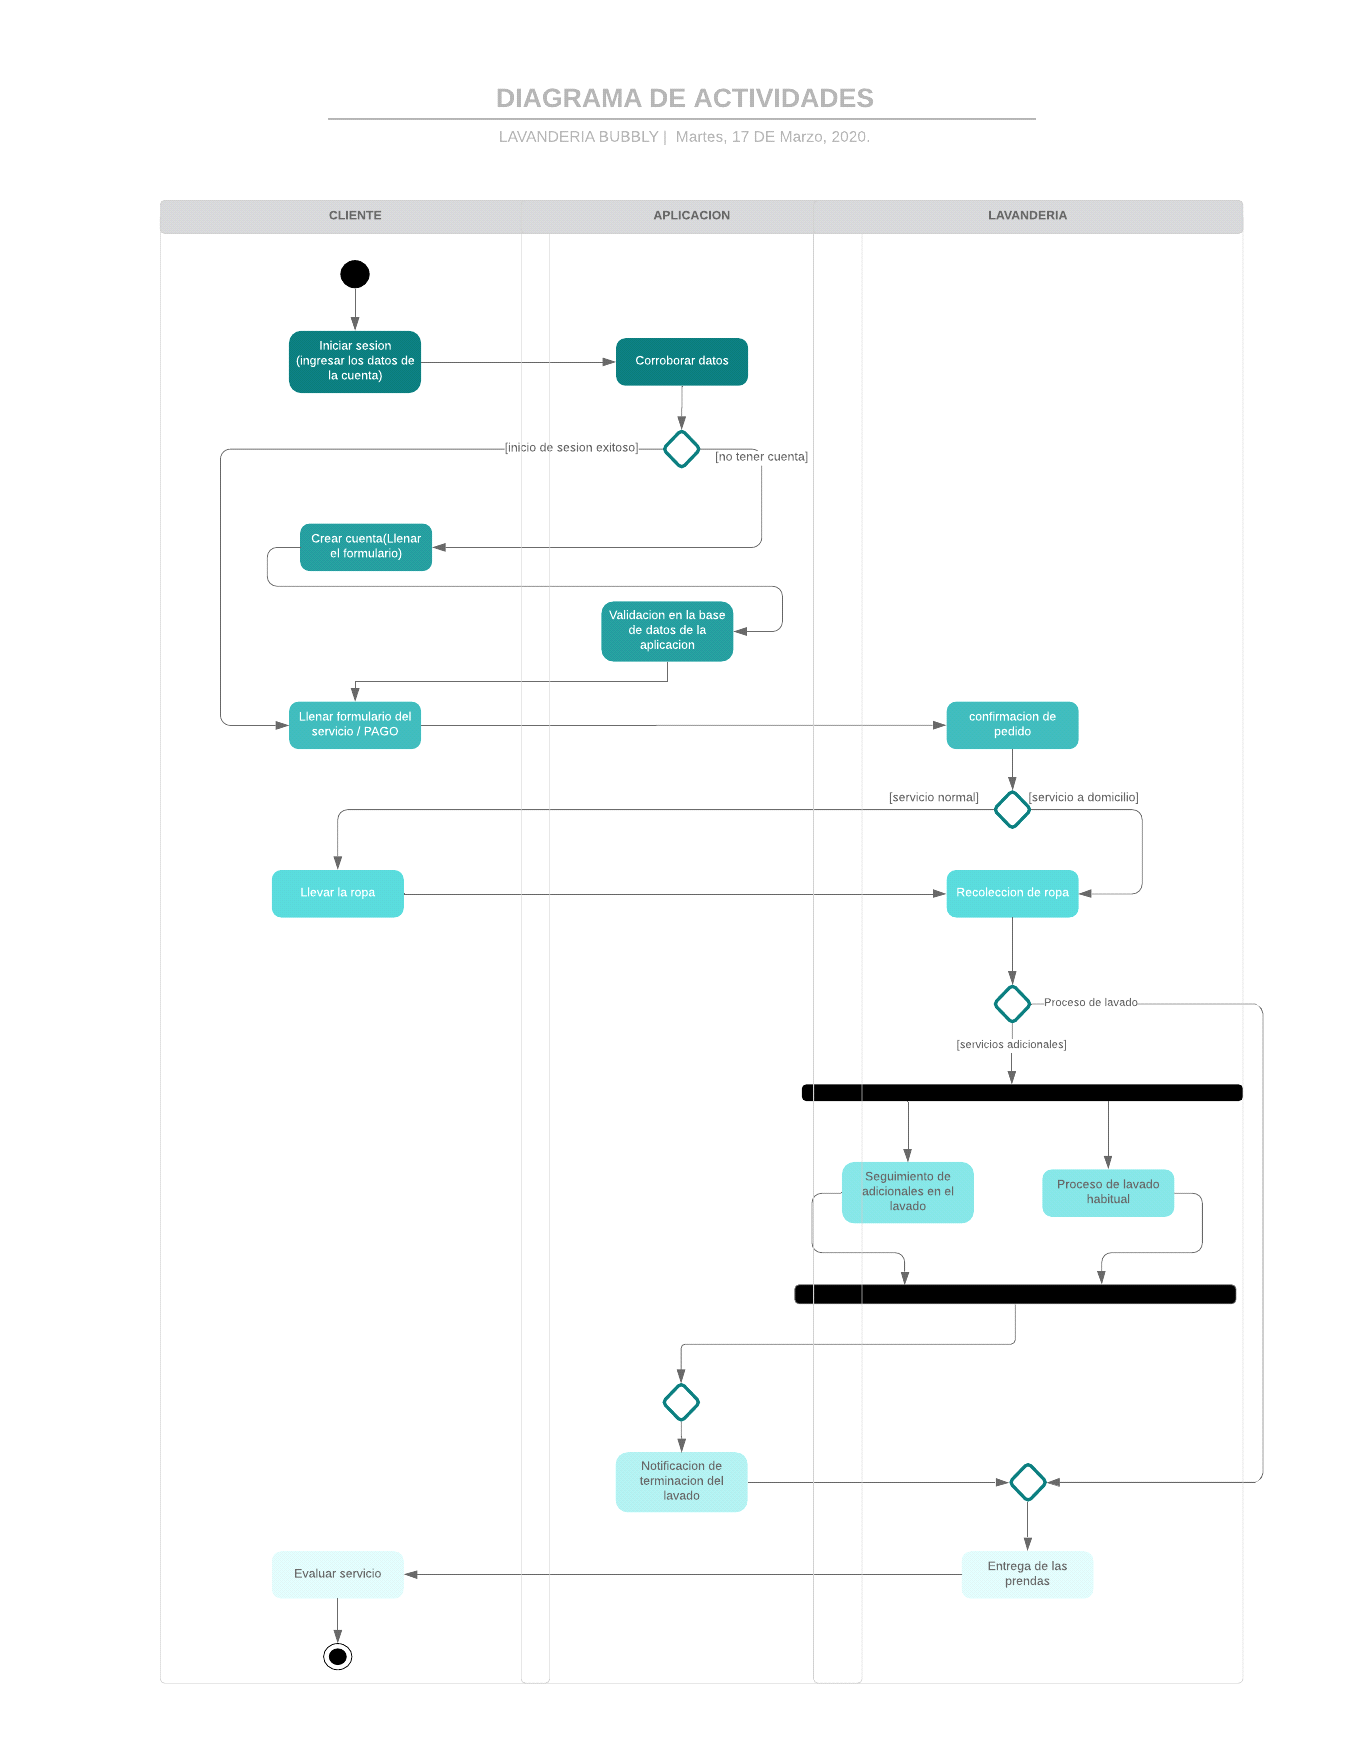 DIAGRAMA DE ACTIVIDADES
LAVANDERIA BUBBLY |  Martes, 17 DE Marzo, 2020.
CLIENTE
APLICACION
LAVANDERIA
Iniciar sesion
(ingresar los datos de
la cuenta)
Corroborar datos
[inicio de sesion exitoso]
[no tener cuenta]
Crear cuenta(Llenar
el formulario)
Validacion en la base
de datos de la
aplicacion
Llenar formulario del
servicio / PAGO
confirmacion de
pedido
[servicio normal]
[servicio a domicilio]
Llevar la ropa
Recoleccion de ropa
Proceso de lavado
[servicios adicionales]
Seguimiento de
adicionales en el
lavado
Proceso de lavado
habitual
Notificacion de
terminacion del
lavado
Evaluar servicio
Entrega de las
prendas